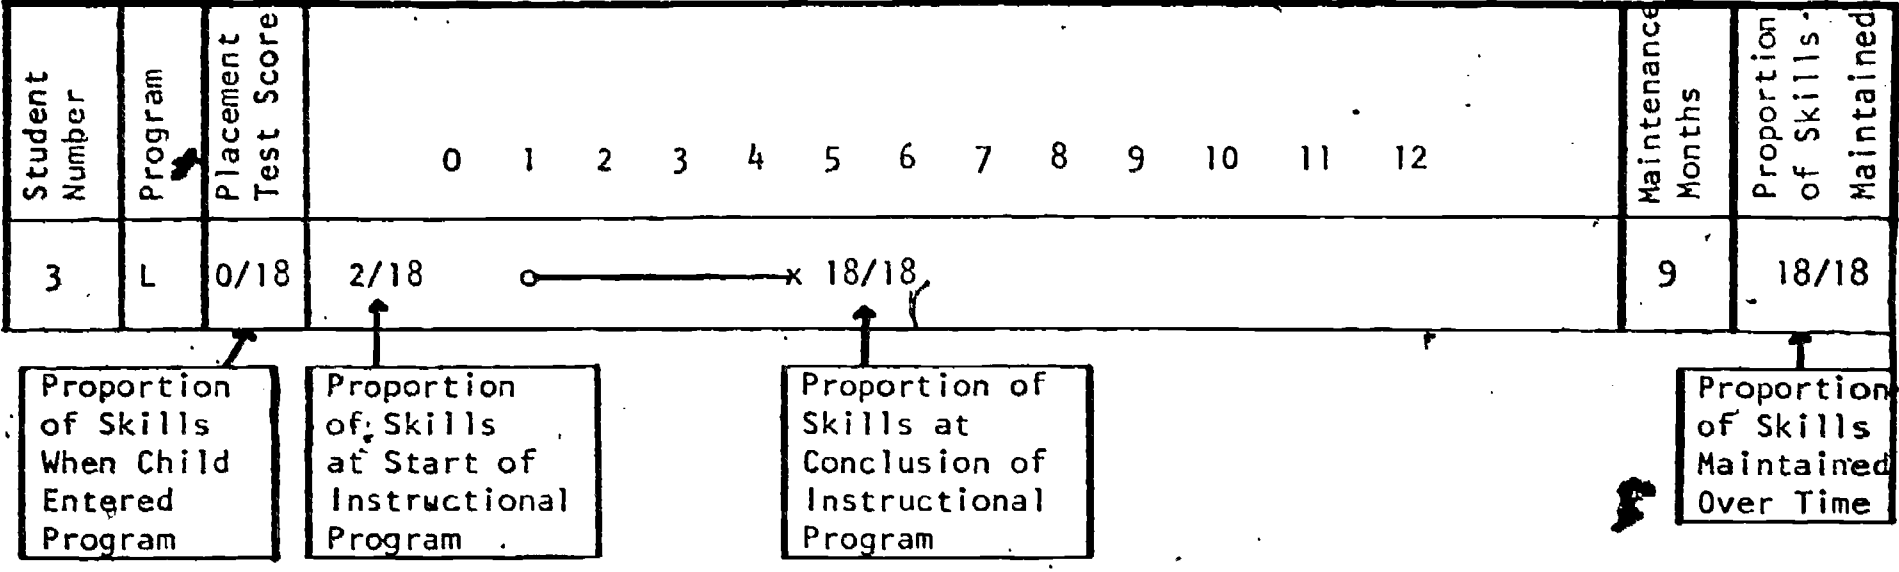 Student
Number
Program
Placement
Test Score
0 1 2 3 4 5 6 7 8 9 10 11 12
Maintenance
Months
Proportion
of Skills
Maintained
3 L 0/18 2/18 o x 18/18 9 18/18
Proportion
of Skills
When Child
Entered
Program
Proportion
of Skills
at Start of
Instructional
Program
Proportion of
Skills at
Conclusion of
Instructional
Program
Proportion
of Skills
Maintained
Over Time